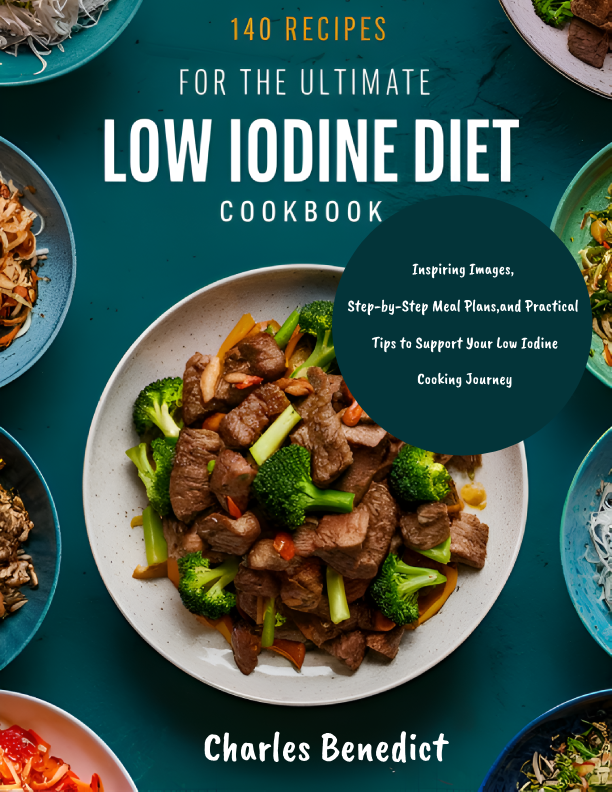 140 RECIPES
FOR THE ULTIMATE
LOW IODINE DIET
COOKBOOK
Inspiring Images,
Step-by-Step Meal Plans,and Practical
Tips to Support Your Low Iodine
Cooking Journey
Charles Benedict